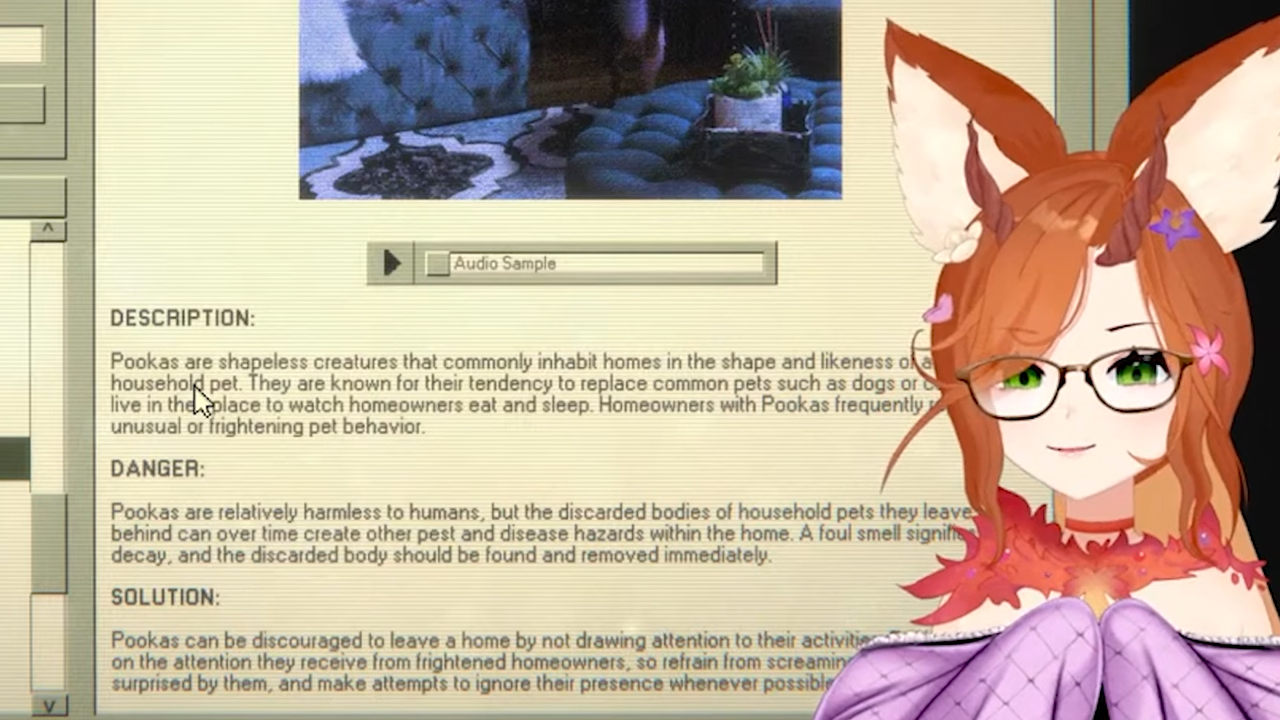 Audio Sample
DESCRIPTION:
Pookas are shapeless creatures that commonly inhabit homes in the shape and likeness of a
household pet. They are known for their tendency to replace common pets such as dogs or
live in the place to watch homeowners eat and sleep. Homeowners with Pookas frequently
unusual or frightening pet behavior.
DANGER:
Pookas are relatively harmless to humans, but the discarded bodies of household pets they leave
behind can over time create other pest and disease hazards within the home. A foul smell
decay, and the discarded body should be found and removed immediately.
SOLUTION:
Pookas can be discouraged to leave a home by not drawing attention to their
on the attention they receive from frightened homeowners, so refrain from
surprised by them, and make attempts to ignore their presence whenever